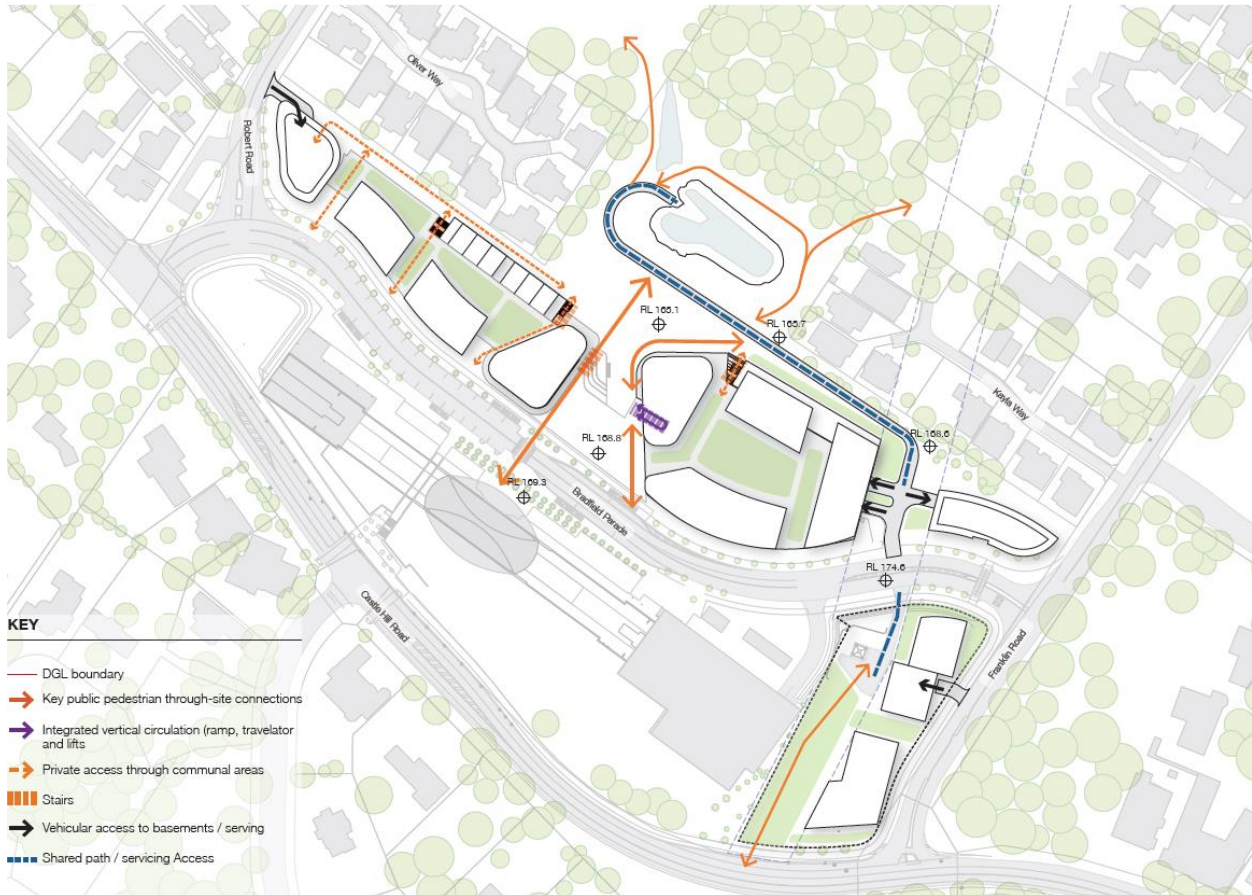 Oliver Way
Robert Road
RL 165.1
RL 165.7
Kayla Way
RL 168.6
RL 168.8
RL 169.3
Bradfield Parade
RL 174.6
Castle Hill Road
Franklin Road
KEY
DGL boundary
Key public pedestrian through-site connections
Integrated vertical circulation (ramp, travelator
and lifts
Private access through communal areas
Stairs
Vehicular access to basements / serving
Shared path / servicing Access